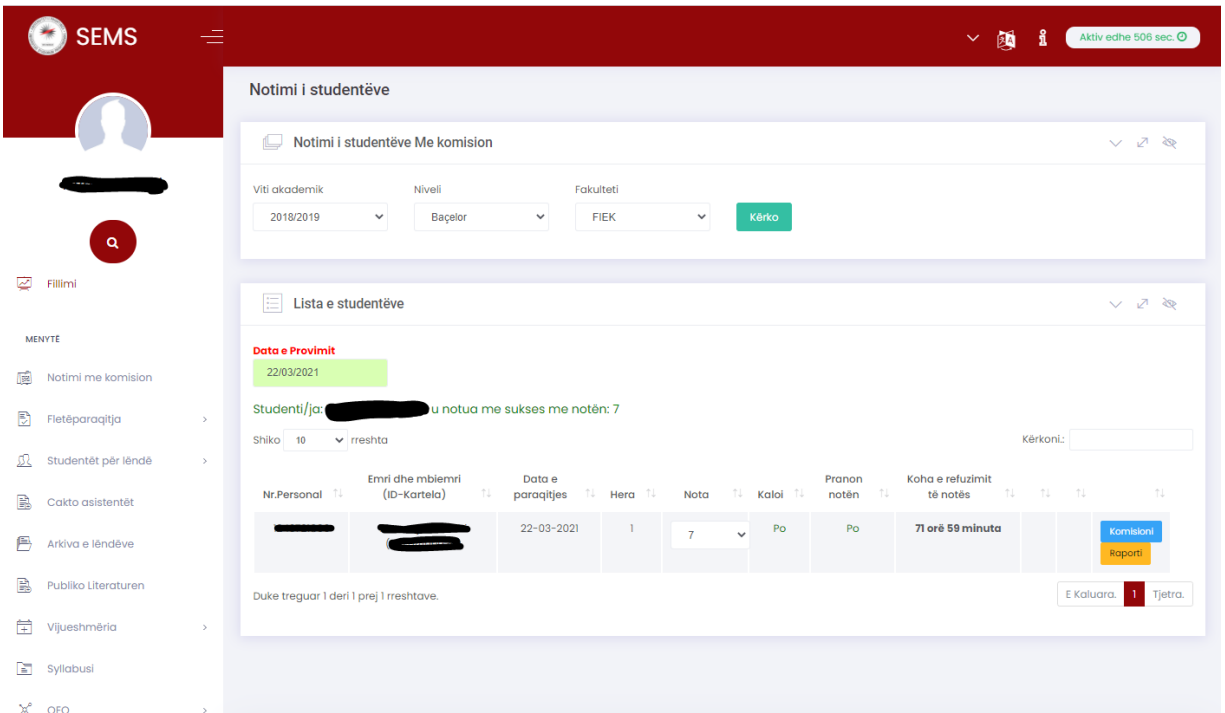 SEMS
Aktiv edhe 506 sec.
Notimi i studentëve
Notimi i studentëve Me komision
Viti akademik Niveli Fakulteti
2018/2019 Baçelor FIEK Kërko
Fillimi
Lista e studentëve
MENYTË
Data e Provimit
22/03/2021
Notimi me komision
Studenti/ja: u notua me sukses me notën: 7
Fletëparaqitja
Shiko 10 rreshta Kërkoni.:
Studentët për lëndë
Nr.Personal Emri dhe mbiemri (ID-Kartela) Data e paraqitjes Hera Nota Kaloi Pranon notën Koha e refuzimit të notës
Cakto asistentët
22-03-2021 1 7 Po Po 71 orë 59 minuta Komisioni
Raporti
Arkiva e lëndëve
Publiko Literaturen
Duke treguar 1 deri 1 prej 1 rreshtave. E Kaluara. 1 Tjetra.
Vijueshmëria
Syllabusi
OFO